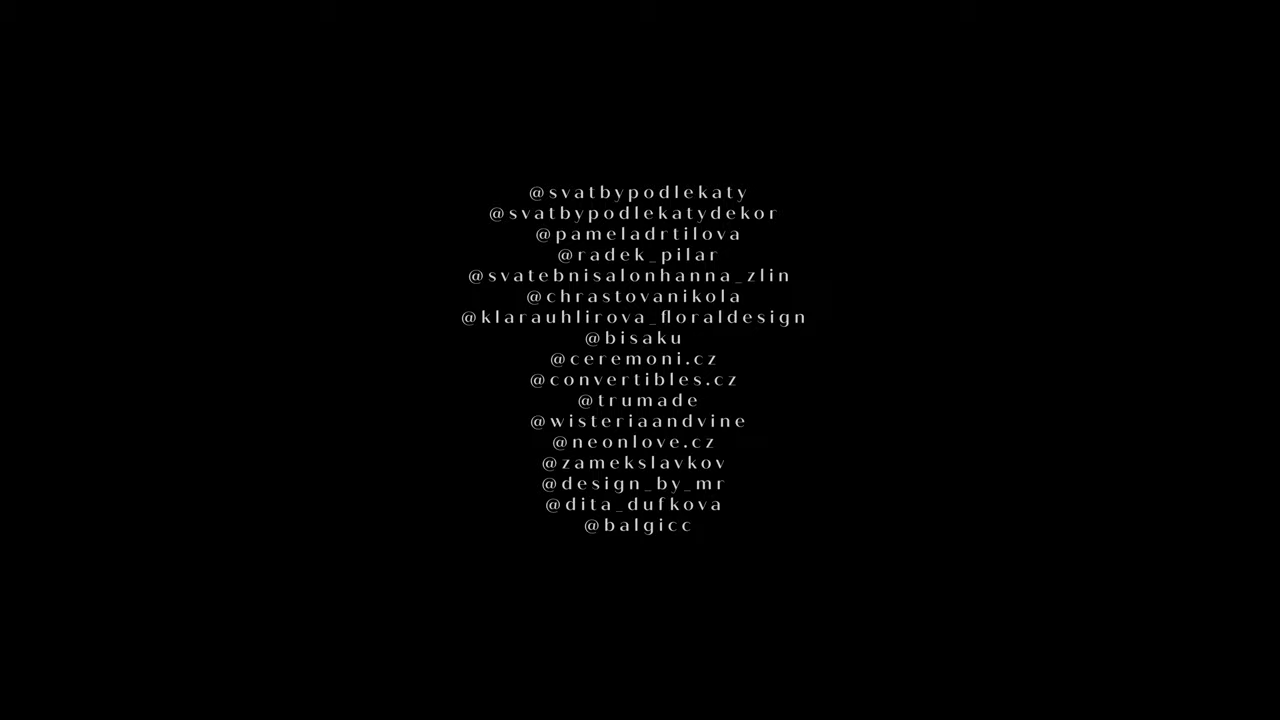 @svatbypodlekaty
@svatbypodlekatydekor
@pameladrtilova
@radek_pilar
@svatebnisalonhanna_zlin
@chrastovanikola
@klarauhlirova_floraldesign
@bisaku
@ceremoni.cz
@convertibles.cz
@trumade
@wisteriaandvine
@neonlove.cz
@zamekslavkov
@design_by_mr
@dita_dufkova
@balgicc